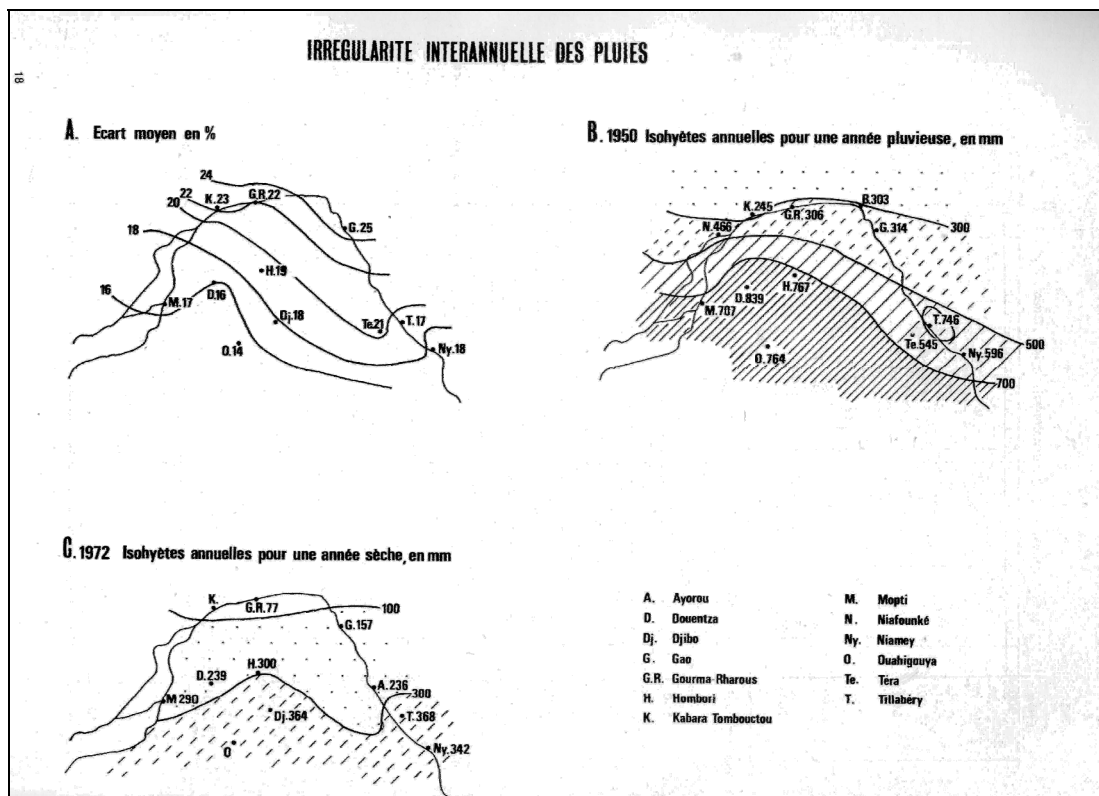 IRREGULARITE INTERANNUELLE DES PLUIES
18
A. Ecart moyen en %
24
22
20
K.23
G.R.22
18
G.25
H.19
16
M.17
D.16
Dj.18
Te.21
T.17
O.14
Ny.18
B. 1950 Isohyètes annuelles pour une année pluvieuse, en mm
K.245
B.303
G.R.306
N.466
G.314
300
D.839
H.767
M.707
T.746
Te.545
500
O.764
Ny.596
700
C. 1972 Isohyètes annuelles pour une année sèche, en mm
K.
G.R.77
100
G.157
D.239
H.300
M 290
A.236
300
Dj.364
T.368
O
Ny.342
A. Ayorou
D. Douentza
Dj. Djibo
G. Gao
G.R. Gourma-Rharous
H. Hombori
K. Kabara Tombouctou
M. Mopti
N. Niafounké
Ny. Niamey
O. Ouahigouya
Te. Téra
T. Tillabéry